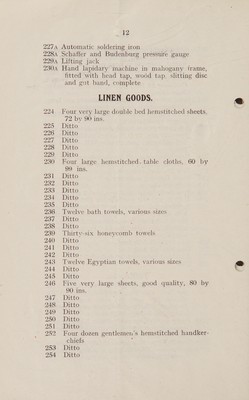 12
227A Automatic soldering iron
228A Schaffer and Budenburg pressure gauge
229A Lifting jack
230A Hand lapidary machine in mahogany frame,
fitted with head tap, wood tap, slitting disc
and gut band, complete
LINEN GOODS.
224 Four very large double bed hemstitched sheets,
72 by 90 ins.
225 Ditto
226 Ditto
227 Ditto
228 Ditto
229 Ditto
230 Four large hemstitched table cloths, 60 by
90 ins.
231 Ditto
232 Ditto
233 Ditto
234 Ditto
235 Ditto
236 Twelve bath towels, various sizes
237 Ditto
238 Ditto
239 Thirty-six honeycomb towels
240 Ditto
241 Ditto
242 Ditto
243 Twelve Egyptian towels, various sizes
244 Ditto
245 Ditto
246 Five very large sheets, good quality, 80 by
90 ins.
247 Ditto
248 Ditto
249 Ditto
250 Ditto
251 Ditto
252 Four dozen gentlemen's hemstitched handker-
chiefs
253 Ditto
254 Ditto